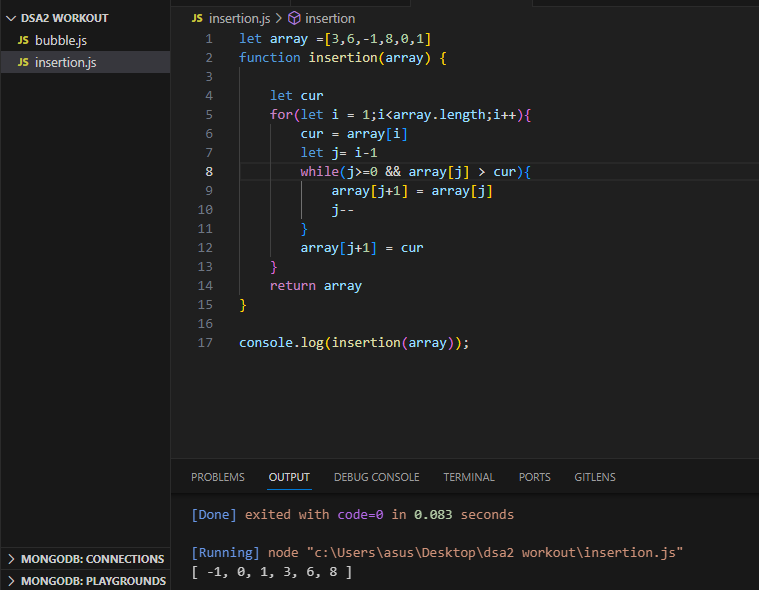 DSA2 WORKOUT
JS bubble.js
JS insertion.js
JS insertion.js > insertion
1 let array =[3,6,-1,8,0,1]
2 function insertion(array) {
3
4 let cur
5 for(let i = 1;i<array.length;i++){
6 cur = array[i]
7 let j= i-1
8 while(j>=0 && array[j] > cur){
9 array[j+1] = array[j]
10 j--
11 }
12 array[j+1] = cur
13 }
14 return array
15 }
16
17 console.log(insertion(array));
PROBLEMS OUTPUT DEBUG CONSOLE TERMINAL PORTS GITLENS
[Done] exited with code=0 in 0.083 seconds
[Running] node "c:\Users\asus\Desktop\dsa2 workout\insertion.js"
[ -1, 0, 1, 3, 6, 8 ]
MONGODB: CONNECTIONS
MONGODB: PLAYGROUNDS